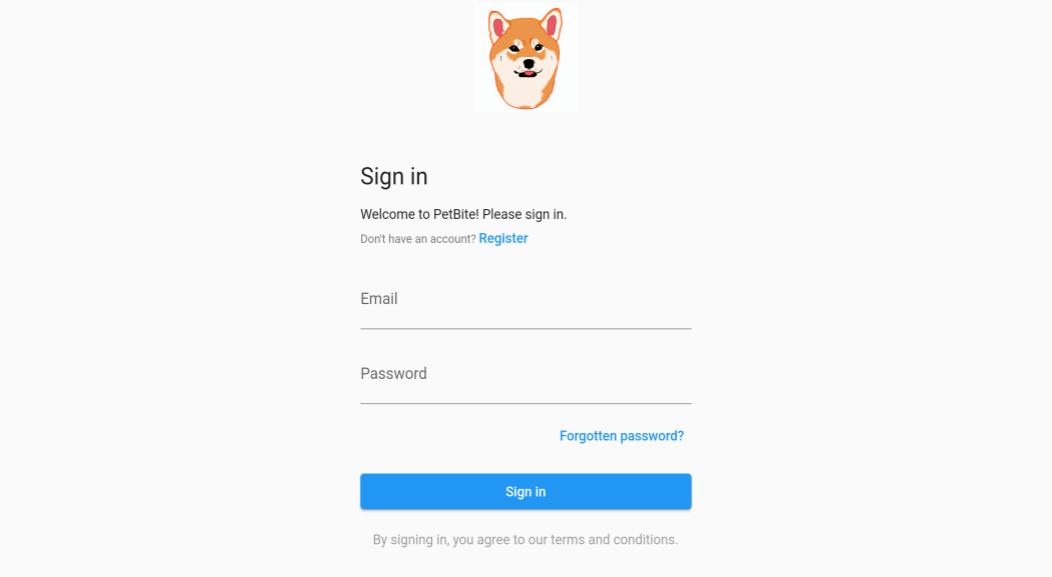 Sign in
Welcome to PetBite! Please sign in.
Don't have an account? Register
Email
Password
Forgotten password?
Sign in
By signing in, you agree to our terms and conditions.